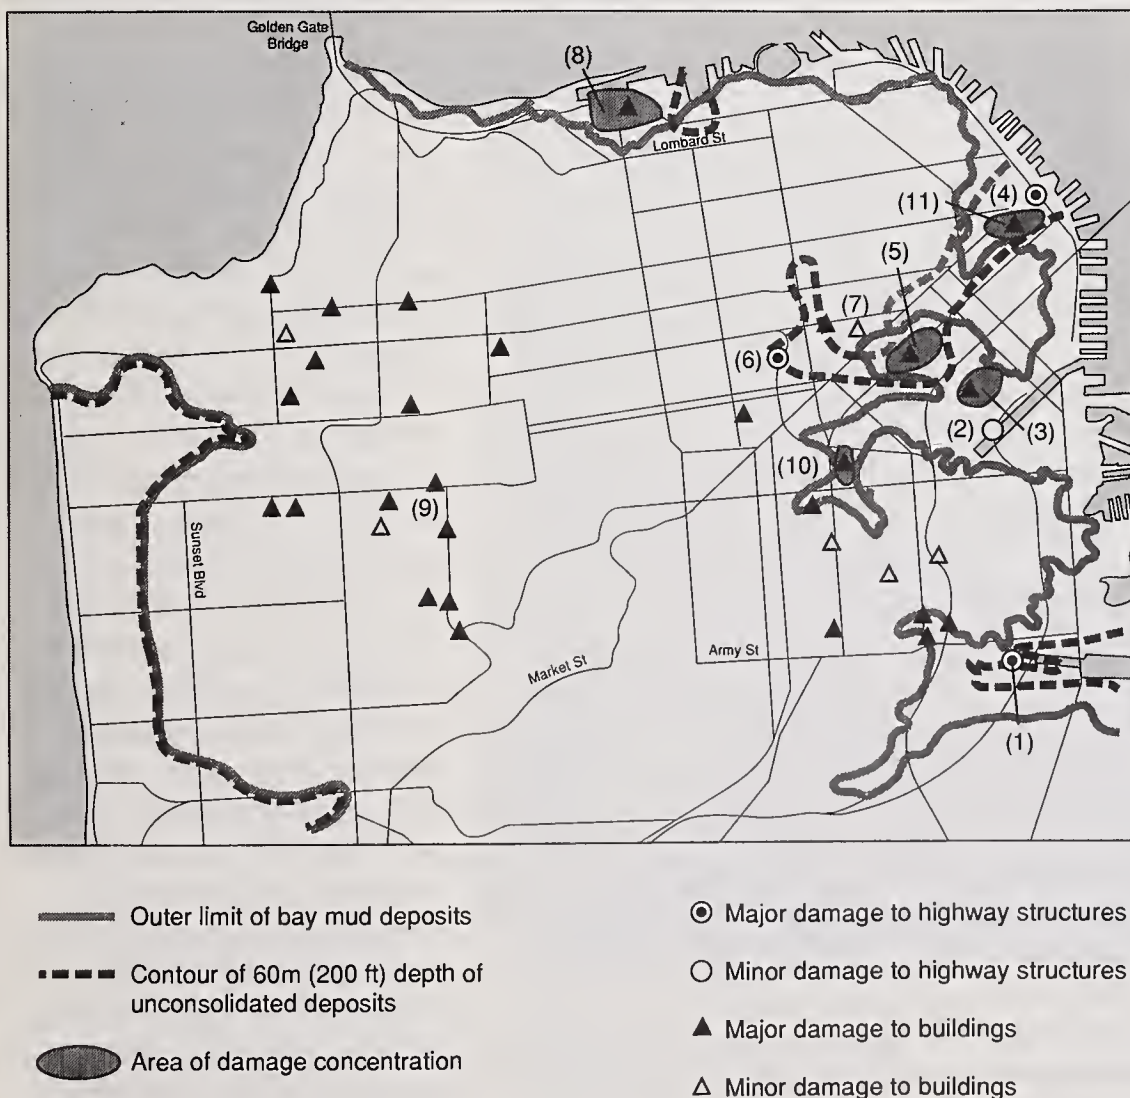 Golden Gate
Bridge
(8)
Lombard St
(4)
(11)
(5)
(7)
(6)
(2)
(3)
(10)
(9)
Sunset Blvd
Army St
Market St
(1)
Outer limit of bay mud deposits
Contour of 60m (200 ft) depth of
unconsolidated deposits
Area of damage concentration
Major damage to highway structures
Minor damage to highway structures
Major damage to buildings
Minor damage to buildings